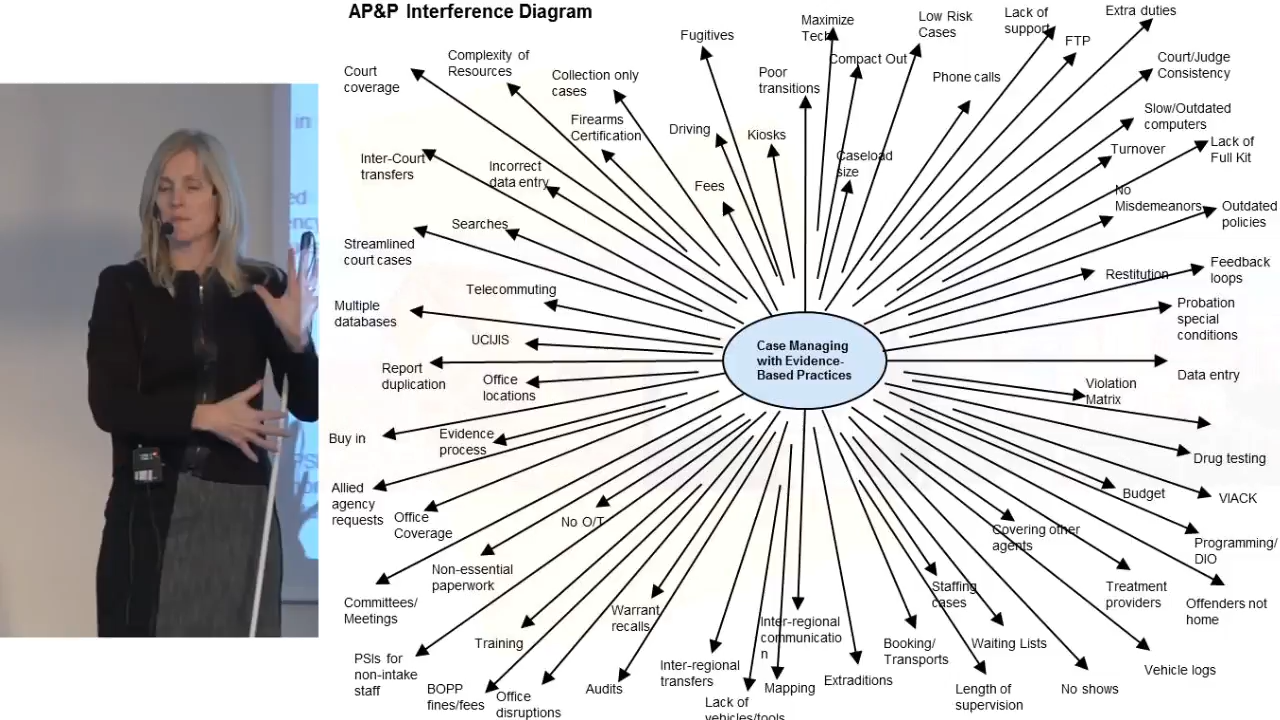 AP&P Interference Diagram
Maximize
Tech
Low Risk
Cases
Lack of
support
Extra duties
Fugitives
FTP
Complexity of
Resources
Compact Out
Court/Judge
Consistency
Court
coverage
Collection only
cases
Poor
transitions
Phone calls
Slow/Outdated
computers
Firearms
Certification
Driving
Kiosks
Turnover
Lack of
Full Kit
Inter-Court
transfers
Incorrect
data entry
Caseload
size
Fees
No
Misdemeanors
Outdated
policies
Searches
Streamlined
court cases
Restitution
Feedback
loops
Telecommuting
Multiple
databases
Probation
special
conditions
UCIJIS
Case Managing
with Evidence-
Based Practices
Report
duplication
Office
locations
Data entry
Violation
Matrix
Buy in
Evidence
process
Drug testing
Allied
agency
requests
Budget
VIACK
Office
Coverage
No O/T
Covering other
agents
Programming/
DIO
Non-essential
paperwork
Staffing
cases
Treatment
providers
Offenders not
home
Committees/
Meetings
Warrant
recalls
Inter-regional
communicatio
n
Training
Booking/
Transports
Waiting Lists
PSIs for
non-intake
staff
Inter-regional
transfers
Vehicle logs
BOPP
fines/fees
Office
disruptions
Audits
Lack of
vehicles/tools
Mapping
Extraditions
Length of
supervision
No shows
in